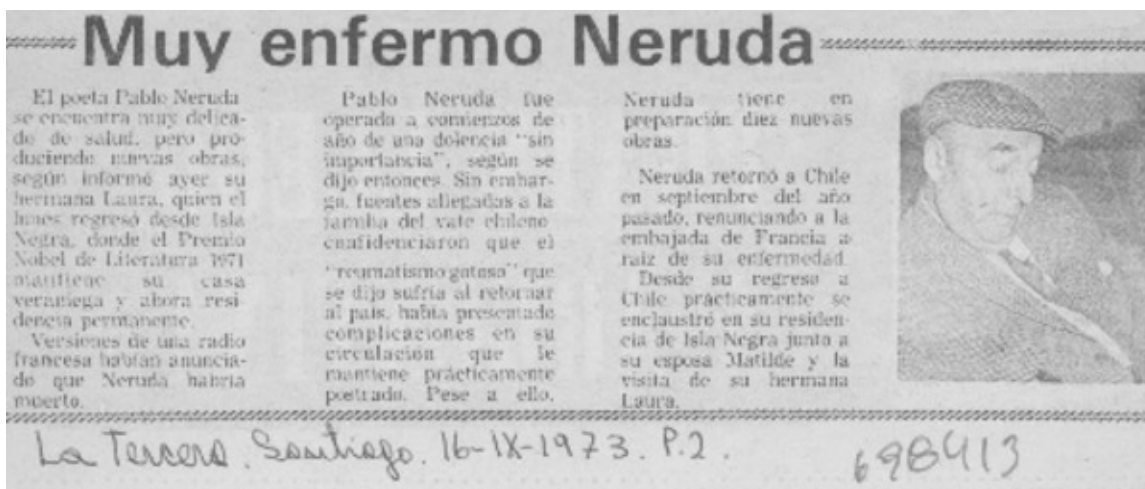 Muy enfermo Neruda
El poeta Pablo Neruda
se encuentra muy delica-
do de salud, pero pro-
duciendo nuevas obras,
según informó ayer su
hermana Laura, quien el
lunes regresó desde Isla
Negra, donde el Premio
Nobel de Literatura 1971
mantiene su casa
veraniega y ahora resi-
dencia permanente.
Versiones de una radio
francesa habían anuncia-
do que Neruda habría
muerto.
Pablo Neruda fue
operado a comienzos de
año de una dolencia "sin
importancia", según se
dijo entonces. Sin embar-
go, fuentes allegadas a la
familia del vate chileno
confidenciaron que el
"reumatismo gotoso" que
se dijo sufría al retornar
al país, había presentado
complicaciones en su
circulación que le
mantiene prácticamente
postrado. Pese a ello,
Neruda tiene en
preparación diez nuevas
obras.
Neruda retornó a Chile
en septiembre del año
pasado, renunciando a la
embajada de Francia a
raíz de su enfermedad.
Desde su regreso a
Chile prácticamente se
enclaustró en su residen-
cia de Isla Negra junto a
su esposa Matilde y la
visita de su hermana
Laura.
La Tercera. Santiago. 16-IX-1973. P.2.
698413